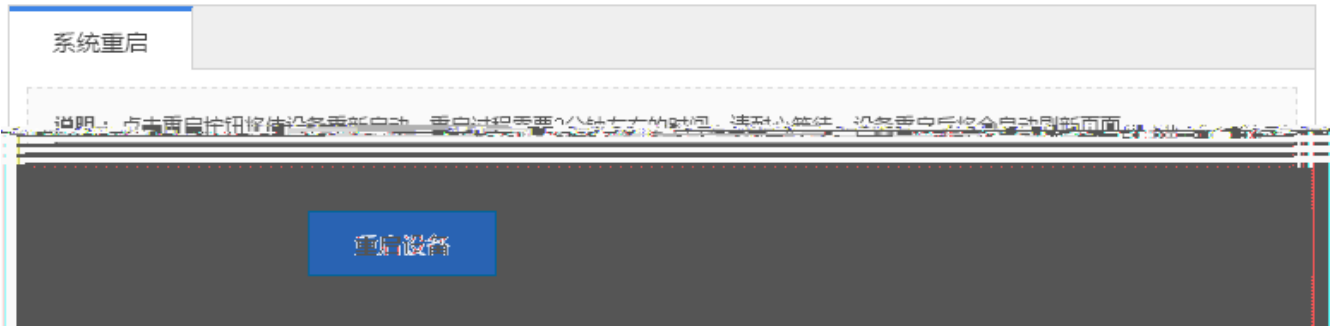 系统重启
说明：点击重启按钮将使设备重新启动，重启过程需要2分钟左右的时间，请耐心等待，设备重启后将会自动刷新页面
重启设备